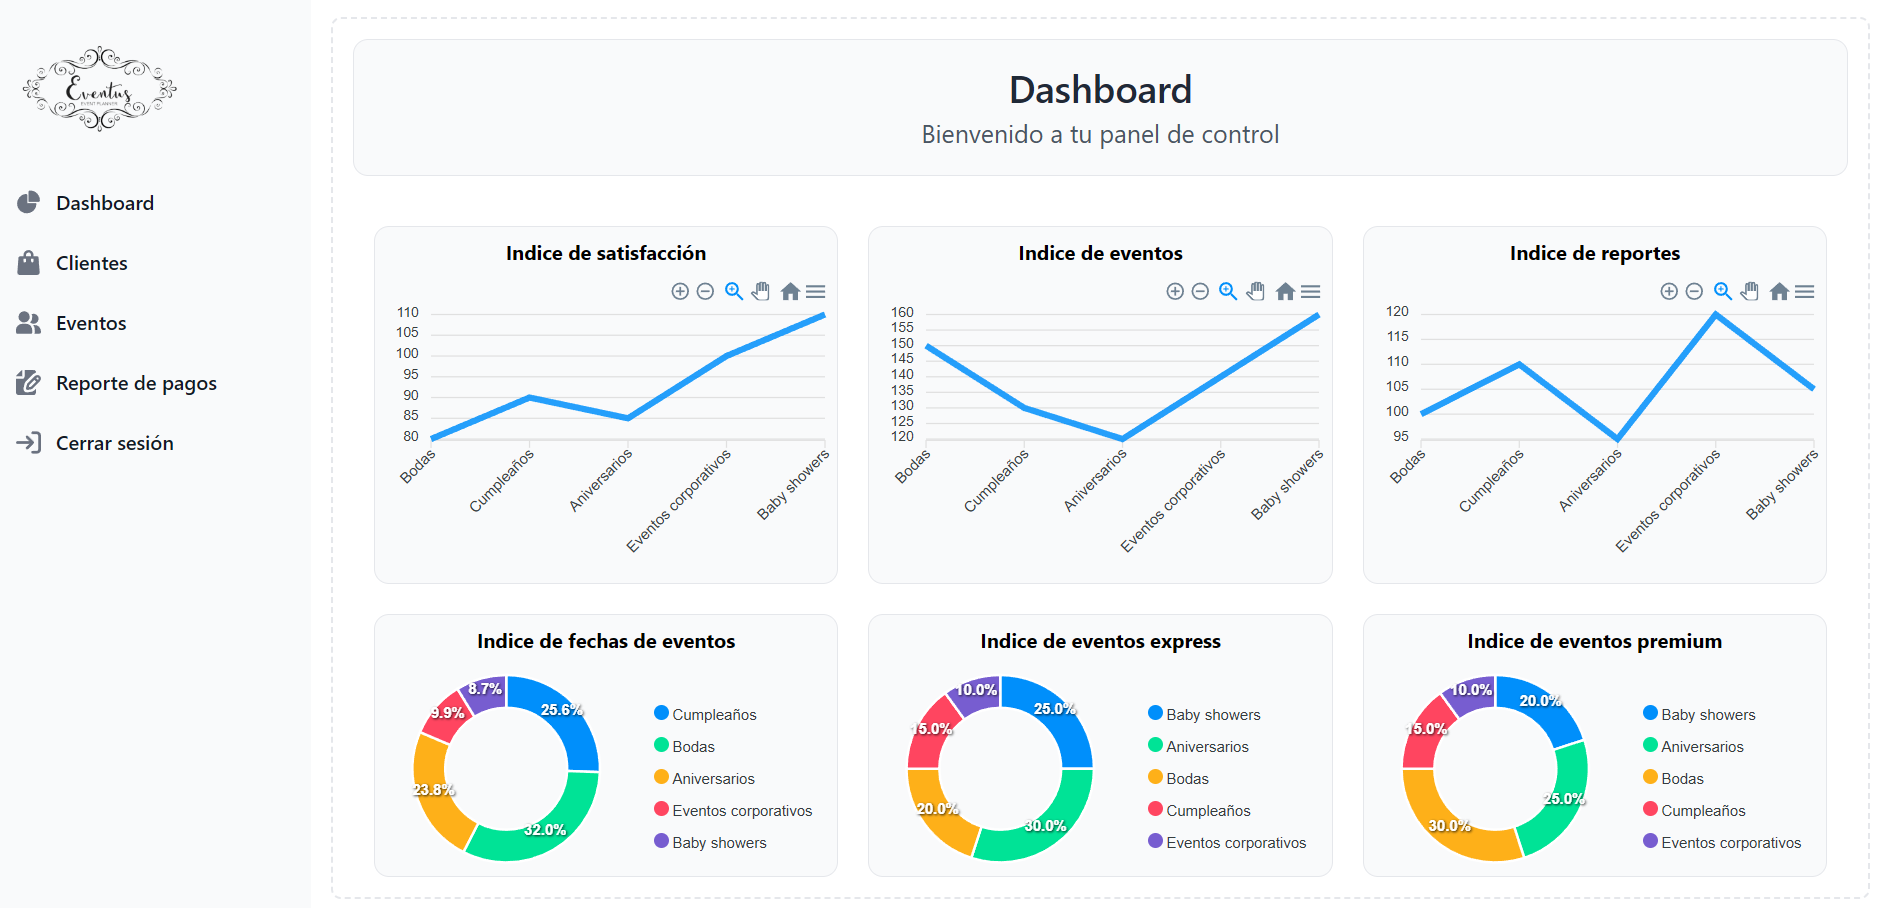 Eventus
EVENT PLANNER
Dashboard
Clientes
Eventos
Reporte de pagos
Cerrar sesión
Dashboard
Bienvenido a tu panel de control
Indice de satisfacción
110
105
100
95
90
85
80
Bodas
Cumpleaños
Aniversarios
Eventos corporativos
Baby showers
Indice de eventos
160
155
150
145
140
135
130
125
120
Bodas
Cumpleaños
Aniversarios
Eventos corporativos
Baby showers
Indice de reportes
120
115
110
105
100
95
Bodas
Cumpleaños
Aniversarios
Eventos corporativos
Baby showers
Indice de fechas de eventos
25.6%
32.0%
23.8%
9.9%
8.7%
Cumpleaños
Bodas
Aniversarios
Eventos corporativos
Baby showers
Indice de eventos express
25.0%
30.0%
20.0%
15.0%
10.0%
Baby showers
Aniversarios
Bodas
Cumpleaños
Eventos corporativos
Indice de eventos premium
20.0%
25.0%
30.0%
15.0%
10.0%
Baby showers
Aniversarios
Bodas
Cumpleaños
Eventos corporativos